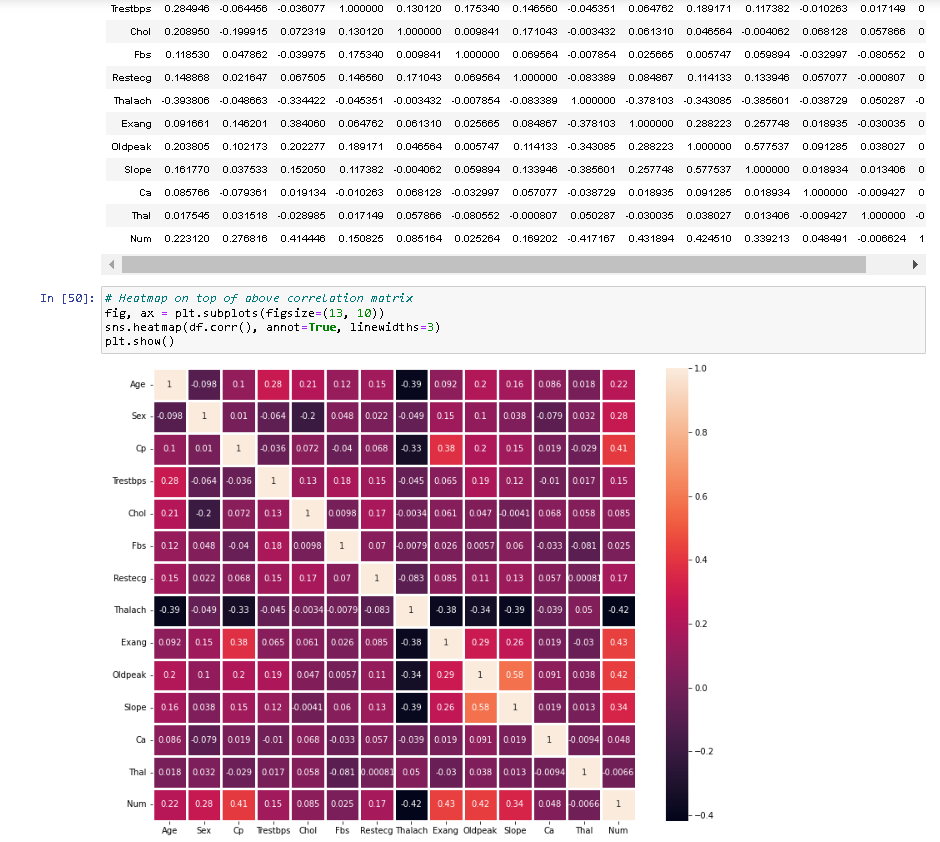 Trestbps 0.284946 -0.064456 -0.036077 1.000000 0.130120 0.175340 0.146560 -0.045351 0.064762 0.189171 0.117382 -0.010263 0.017149 0
Chol 0.208950 -0.199915 0.072319 0.130120 1.000000 0.009841 0.171043 -0.003432 0.061310 0.046564 -0.004062 0.068128 0.057866 0
Fbs 0.118530 0.047862 -0.039975 0.175340 0.009841 1.000000 0.069564 -0.007854 0.025665 0.005747 0.059894 -0.032997 -0.080552 0
Restecg 0.148868 0.021647 0.067505 0.146560 0.171043 0.069564 1.000000 -0.083389 0.084867 0.114133 0.133946 0.057077 -0.000807 0
Thalach -0.393806 -0.048663 -0.334422 -0.045351 -0.003432 -0.007854 -0.083389 1.000000 -0.378103 -0.343085 -0.385601 -0.038729 0.050287 -0
Exang 0.091661 0.146201 0.384060 0.064762 0.061310 0.025665 0.084867 -0.378103 1.000000 0.288223 0.257748 0.018935 -0.030035 0
Oldpeak 0.203805 0.102173 0.202277 0.189171 0.046564 0.005747 0.114133 -0.343085 0.288223 1.000000 0.577537 0.091285 0.038027 0
Slope 0.161770 0.037533 0.152050 0.117382 -0.004062 0.059894 0.133946 -0.385601 0.257748 0.577537 1.000000 0.018934 0.013406 0
Ca 0.085766 -0.079361 0.019134 -0.010263 0.068128 -0.032997 0.057077 -0.038729 0.018935 0.091285 0.018934 1.000000 -0.009427 0
Thal 0.017545 0.031518 -0.028985 0.017149 0.057866 -0.080552 -0.000807 0.050287 -0.030035 0.038027 0.013406 -0.009427 1.000000 -0
Num 0.223120 0.276816 0.414446 0.150825 0.085164 0.025264 0.169202 -0.417167 0.431894 0.424510 0.339213 0.048491 -0.006624 1
In [50]: # Heatmap on top of above correlation matrix
fig, ax = plt.subplots(figsize=(13, 10))
sns.heatmap(df.corr(), annot=True, linewidths=3)
plt.show()
Age 1 -0.098 0.1 0.28 0.21 0.12 0.15 -0.39 0.092 0.2 0.16 0.086 0.018 0.22
Sex -0.098 1 0.01 -0.064 -0.2 0.048 0.022 -0.049 0.15 0.1 0.038 -0.079 0.032 0.28
Cp 0.1 0.01 1 -0.036 0.072 -0.04 0.068 -0.33 0.38 0.2 0.15 0.019 -0.029 0.41
Trestbps 0.28 -0.064 -0.036 1 0.13 0.18 0.15 -0.045 0.065 0.19 0.12 -0.01 0.017 0.15
Chol 0.21 -0.2 0.072 0.13 1 0.0098 0.17 -0.0034 0.061 0.047 -0.0041 0.068 0.058 0.085
Fbs 0.12 0.048 -0.04 0.18 0.0098 1 0.07 -0.0079 0.026 0.0057 0.06 -0.033 -0.081 0.025
Restecg 0.15 0.022 0.068 0.15 0.17 0.07 1 -0.083 0.085 0.11 0.13 0.057 0.00081 0.17
Thalach -0.39 -0.049 -0.33 -0.045 -0.0034 -0.0079 -0.083 1 -0.38 -0.34 -0.39 -0.039 0.05 -0.42
Exang 0.092 0.15 0.38 0.065 0.061 0.026 0.085 -0.38 1 0.29 0.26 0.019 -0.03 0.43
Oldpeak 0.2 0.1 0.2 0.19 0.047 0.0057 0.11 -0.34 0.29 1 0.58 0.091 0.038 0.42
Slope 0.16 0.038 0.15 0.12 -0.0041 0.06 0.13 -0.39 0.26 0.58 1 0.019 0.013 0.34
Ca 0.086 -0.079 0.019 -0.01 0.068 -0.033 0.057 -0.039 0.019 0.091 0.019 1 -0.0094 0.048
Thal 0.018 0.032 -0.029 0.017 0.058 -0.081 0.00081 0.05 -0.03 0.038 0.013 -0.0094 1 -0.0066
Num 0.22 0.28 0.41 0.15 0.085 0.025 0.17 -0.42 0.43 0.42 0.34 0.048 -0.0066 1
Age Sex Cp Trestbps Chol Fbs Restecg Thalach Exang Oldpeak Slope Ca Thal Num
1.0
0.8
0.6
0.4
0.2
0.0
−0.2
−0.4